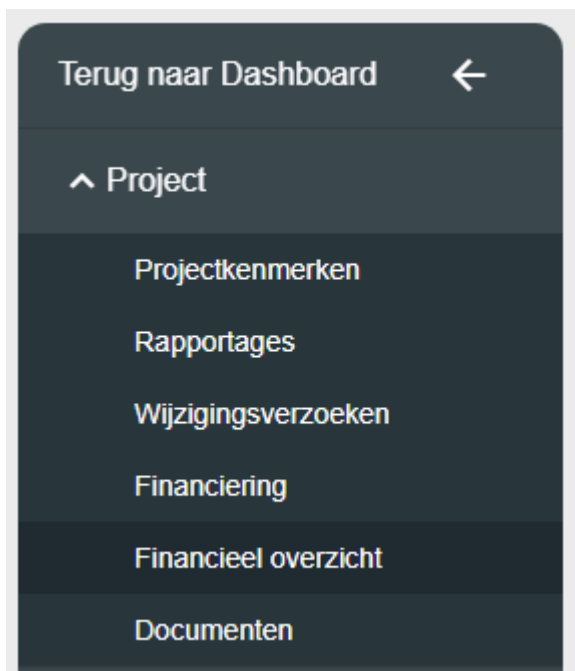 Terug naar Dashboard
Project
Projectkenmerken
Rapportages
Wijzigingsverzoeken
Financiering
Financieel overzicht
Documenten